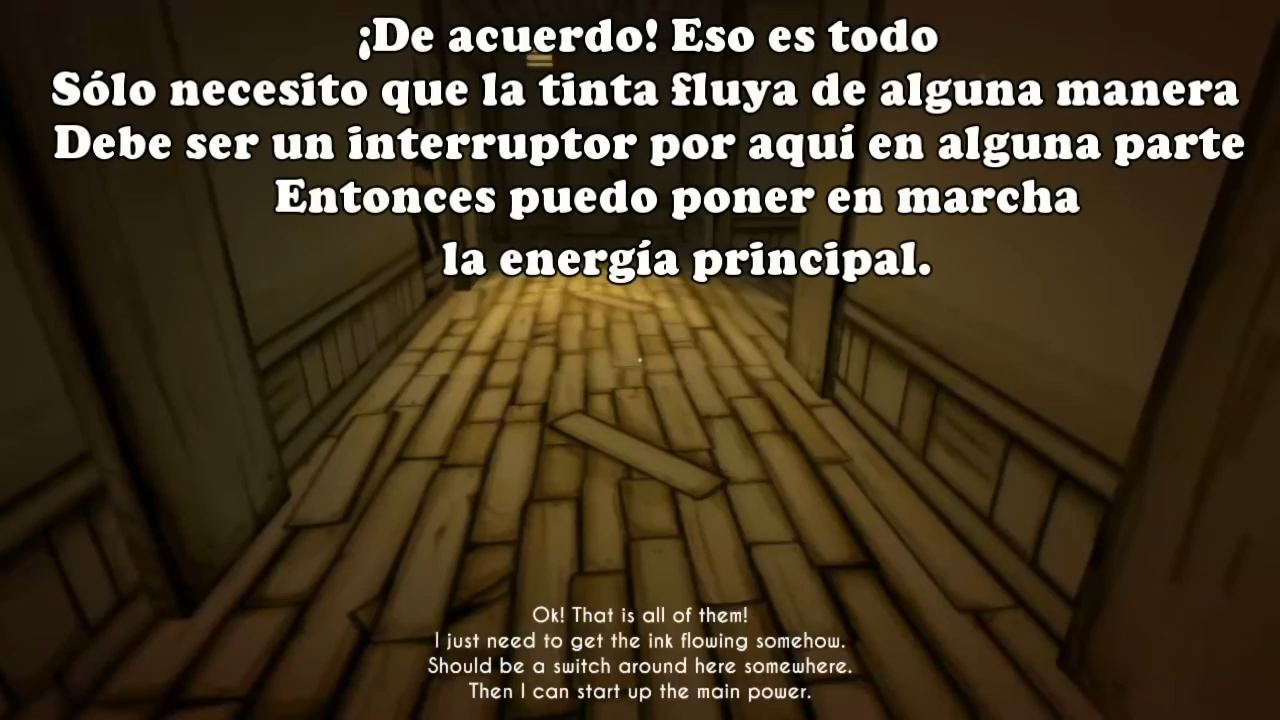 ¡De acuerdo! Eso es todo
Sólo necesito que la tinta fluya de alguna manera
Debe ser un interruptor por aquí en alguna parte
Entonces puedo poner en marcha
la energía principal.
Ok! That is all of them!
I just need to get the ink flowing somehow.
Should be a switch around here somewhere.
Then I can start up the main power.